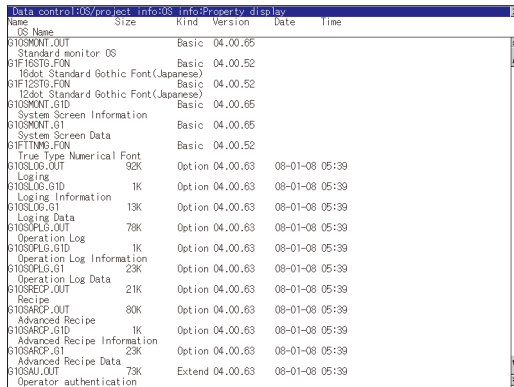 Data control:OS/project info:OS info:Property display
Name Size Kind Version Date Time
OS Name
G1OSMONT.OUT Basic 04.00.65
Standard monitor OS
G1F16STG.FON Basic 04.00.52
16dot Standard Gothic Font(Japanese)
G1F12STG.FON Basic 04.00.52
12dot Standard Gothic Font(Japanese)
G1OSMONT.G1D Basic 04.00.65
System Screen Information
G1OSMONT.G1 Basic 04.00.65
System Screen Data
G1FTTNMG.FON Basic 04.00.52
True Type Numerical Font
G1OSLOG.OUT 92K Option 04.00.63 08-01-08 05:39
Loging
G1OSLOG.G1D 1K Option 04.00.63 08-01-08 05:39
Loging Information
G1OSLOG.G1 13K Option 04.00.63 08-01-08 05:39
Loging Data
G1OSOPLG.OUT 78K Option 04.00.63 08-01-08 05:39
Operation Log
G1OSOPLG.G1D 1K Option 04.00.63 08-01-08 05:39
Operation Log Information
G1OSOPLG.G1 23K Option 04.00.63 08-01-08 05:39
Operation Log Data
G1OSRECP.OUT 21K Option 04.00.63 08-01-08 05:39
Recipe
G1OSARCP.OUT 80K Option 04.00.63 08-01-08 05:39
Advanced Recipe
G1OSARCP.G1D 1K Option 04.00.63 08-01-08 05:39
Advanced Recipe Information
G1OSARCP.G1 23K Option 04.00.63 08-01-08 05:39
Advanced Recipe Data
G1OSAU.OUT 73K Extend 04.00.63 08-01-08 05:39
Operator authentication